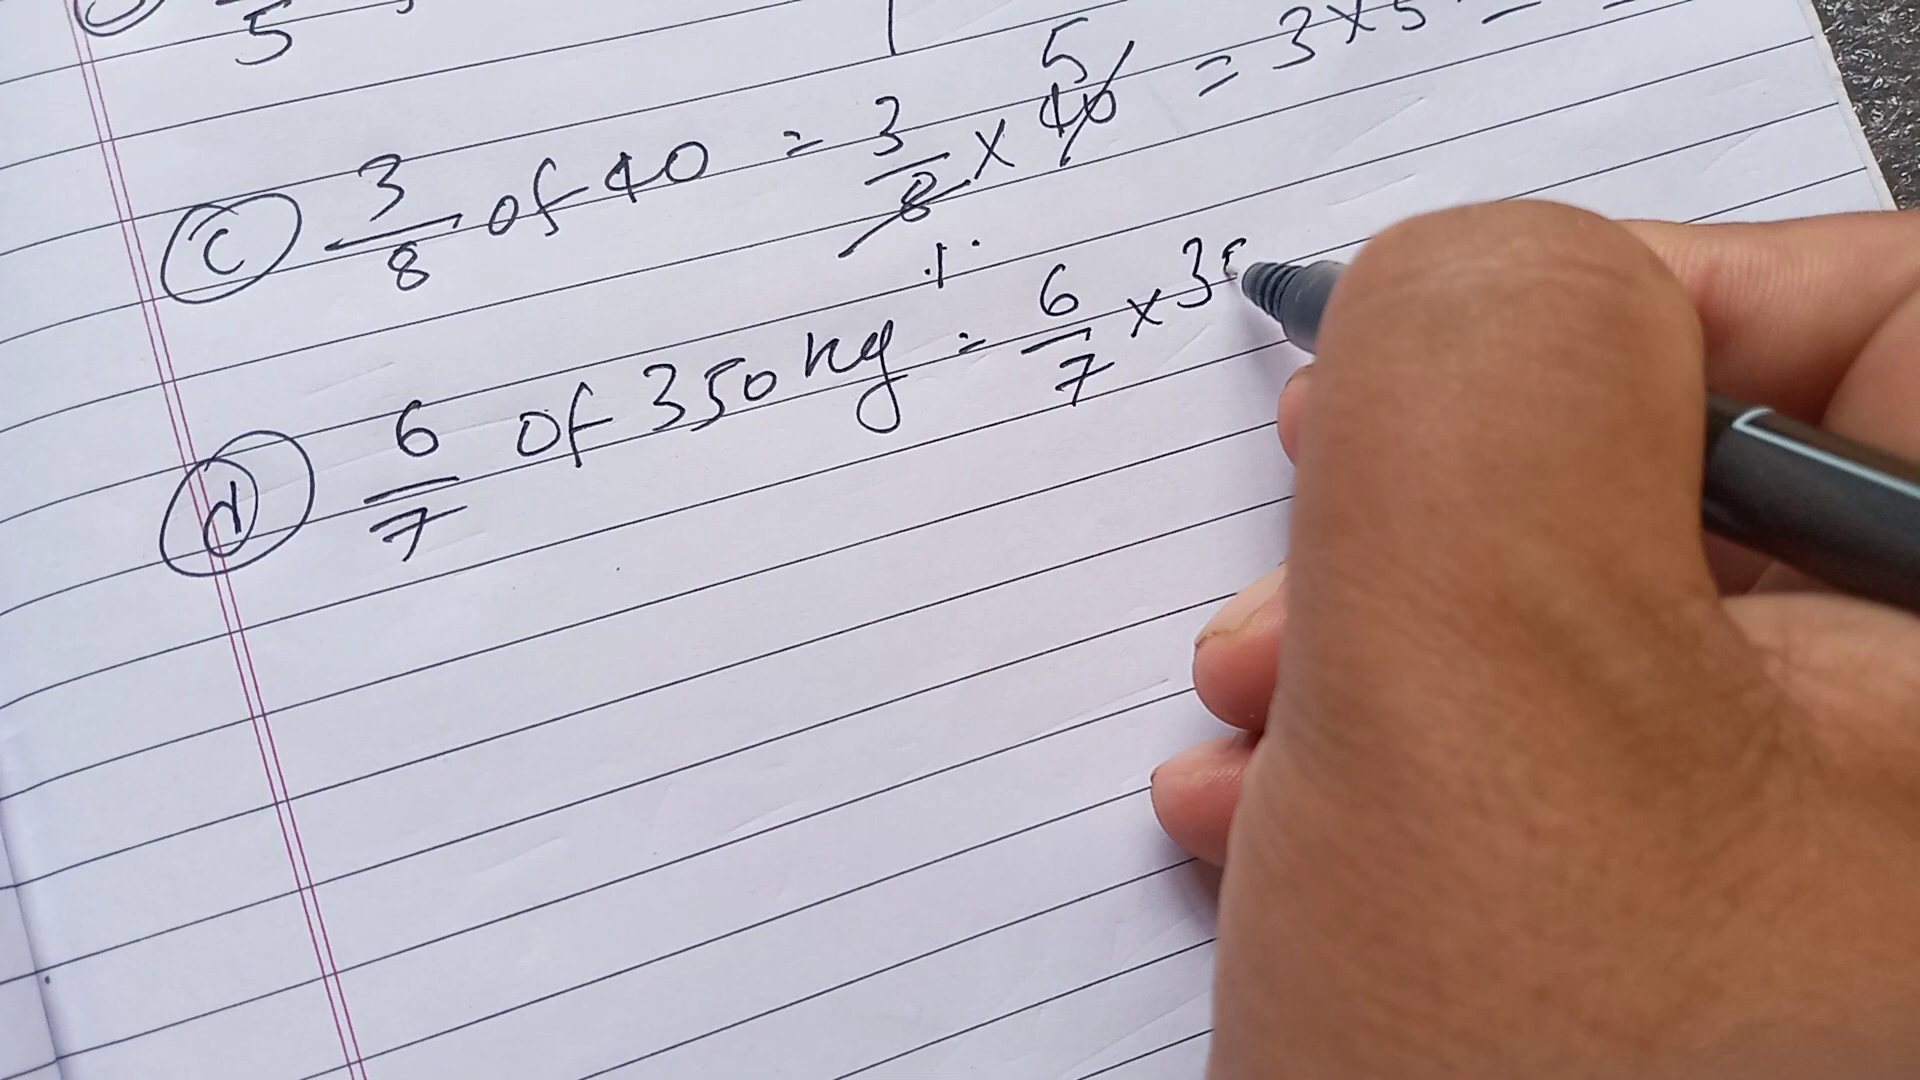 5
(c) 3/8 of 40 = 3/8 × 40 = 3×5 =
5
1
(d) 6/7 of 350 kg = 6/7 × 35